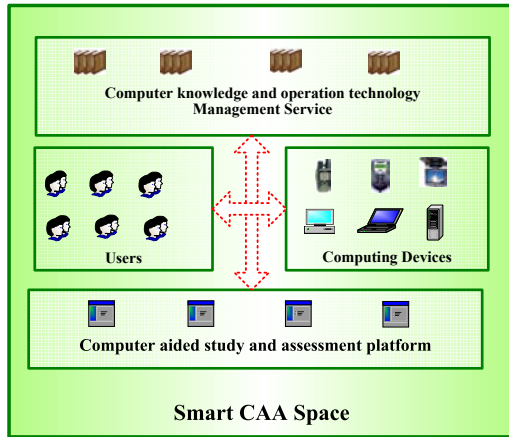 Computer knowledge and operation technology
Management Service
Users
Computing Devices
Computer aided study and assessment platform
Smart CAA Space